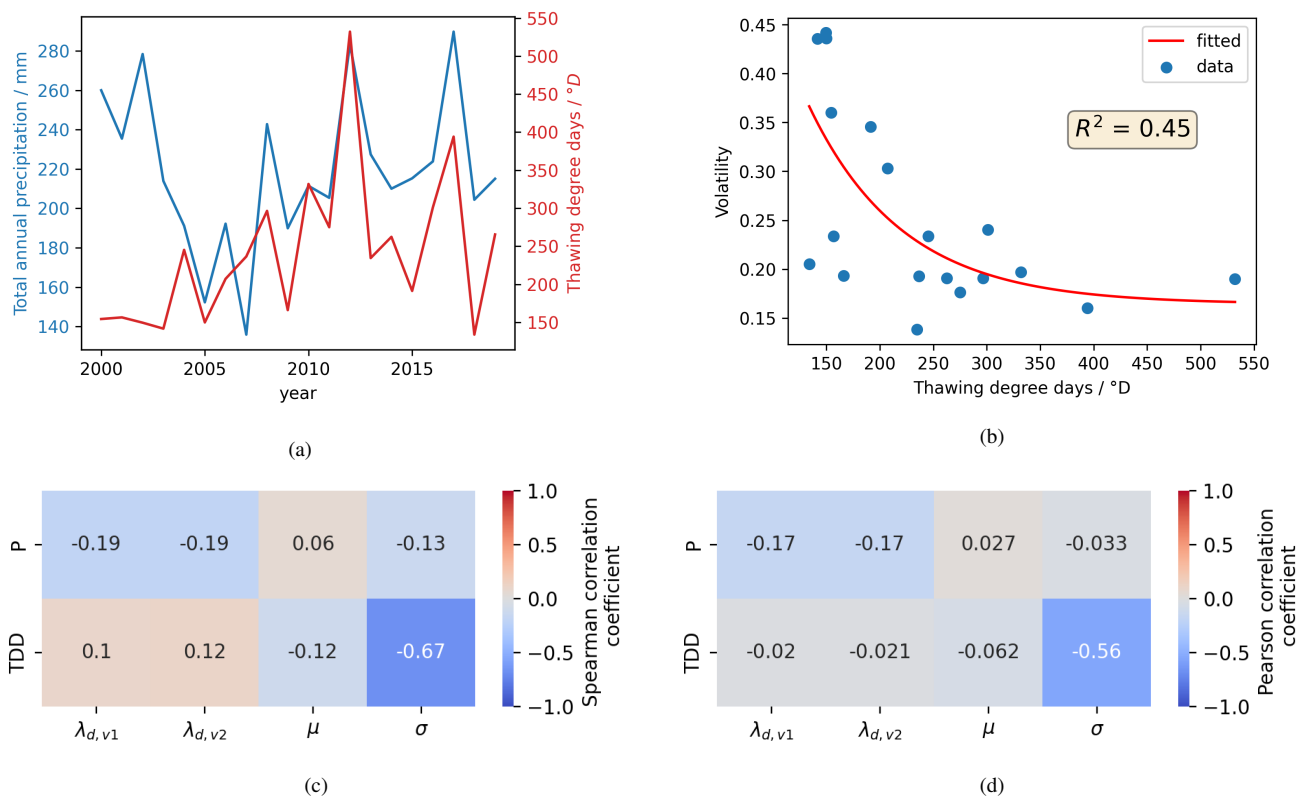 Total annual precipitation / mm
280
260
240
220
200
180
160
140
550
500
450
400
350
300
250
200
150
Thawing degree days / °D
2000 2005 2010 2015
year
(a)
Volatility
0.45
0.40
0.35
0.30
0.25
0.20
0.15
fitted
data
R² = 0.45
150 200 250 300 350 400 450 500 550
Thawing degree days / °D
(b)
P
-0.19 -0.19 0.06 -0.13
TDD
0.1 0.12 -0.12 -0.67
λd,v1 λd,v2 μ σ
1.0
0.5
0.0
−0.5
−1.0
Spearman correlation
coefficient
(c)
P
-0.17 -0.17 0.027 -0.033
TDD
-0.02 -0.021 -0.062 -0.56
λd,v1 λd,v2 μ σ
1.0
0.5
0.0
−0.5
−1.0
Pearson correlation
coefficient
(d)